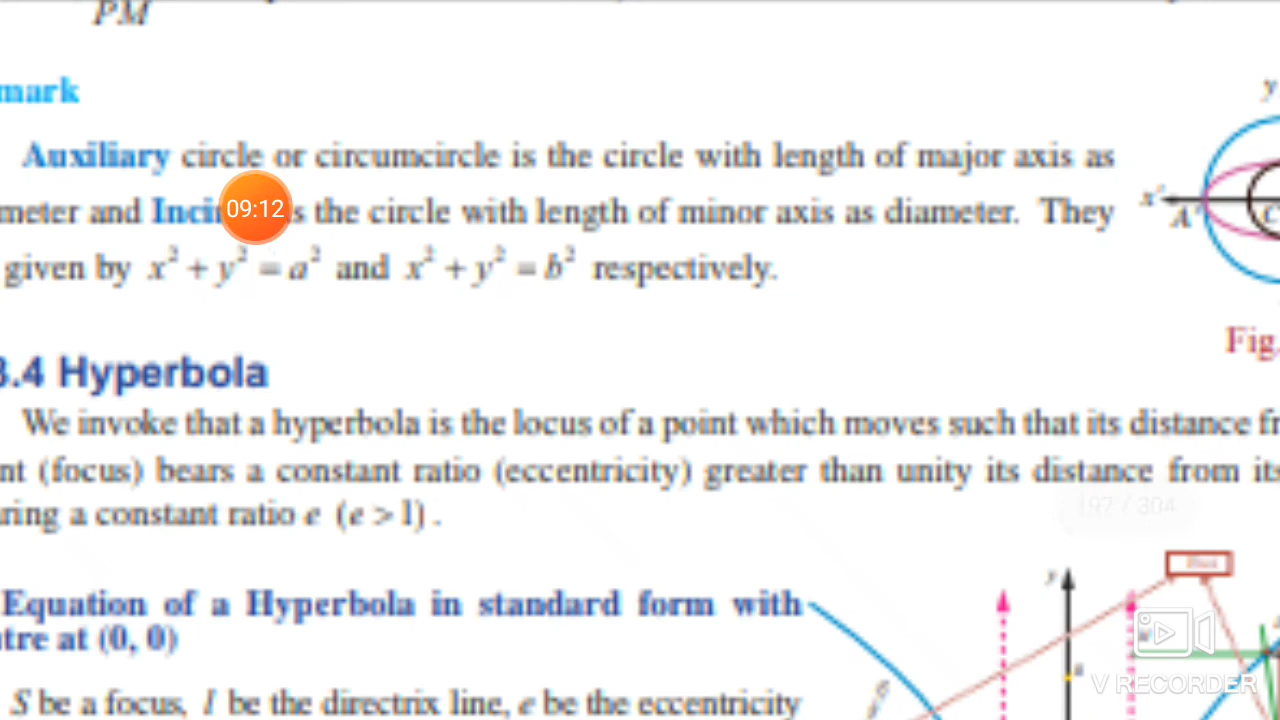 PM
mark
y
Auxiliary circle or circumcircle is the circle with length of major axis as
meter and Inci 09:12 s the circle with length of minor axis as diameter. They
x' A' C
given by x² + y² = a² and x² + y² = b² respectively.
Fig.
3.4 Hyperbola
We invoke that a hyperbola is the locus of a point which moves such that its distance fr
nt (focus) bears a constant ratio (eccentricity) greater than unity its distance from its
197 / 304
ring a constant ratio e (e > 1) .
y
Equation of a Hyperbola in standard form with
tre at (0, 0)
V RECORDER
S be a focus, l be the directrix line, e be the eccentricity